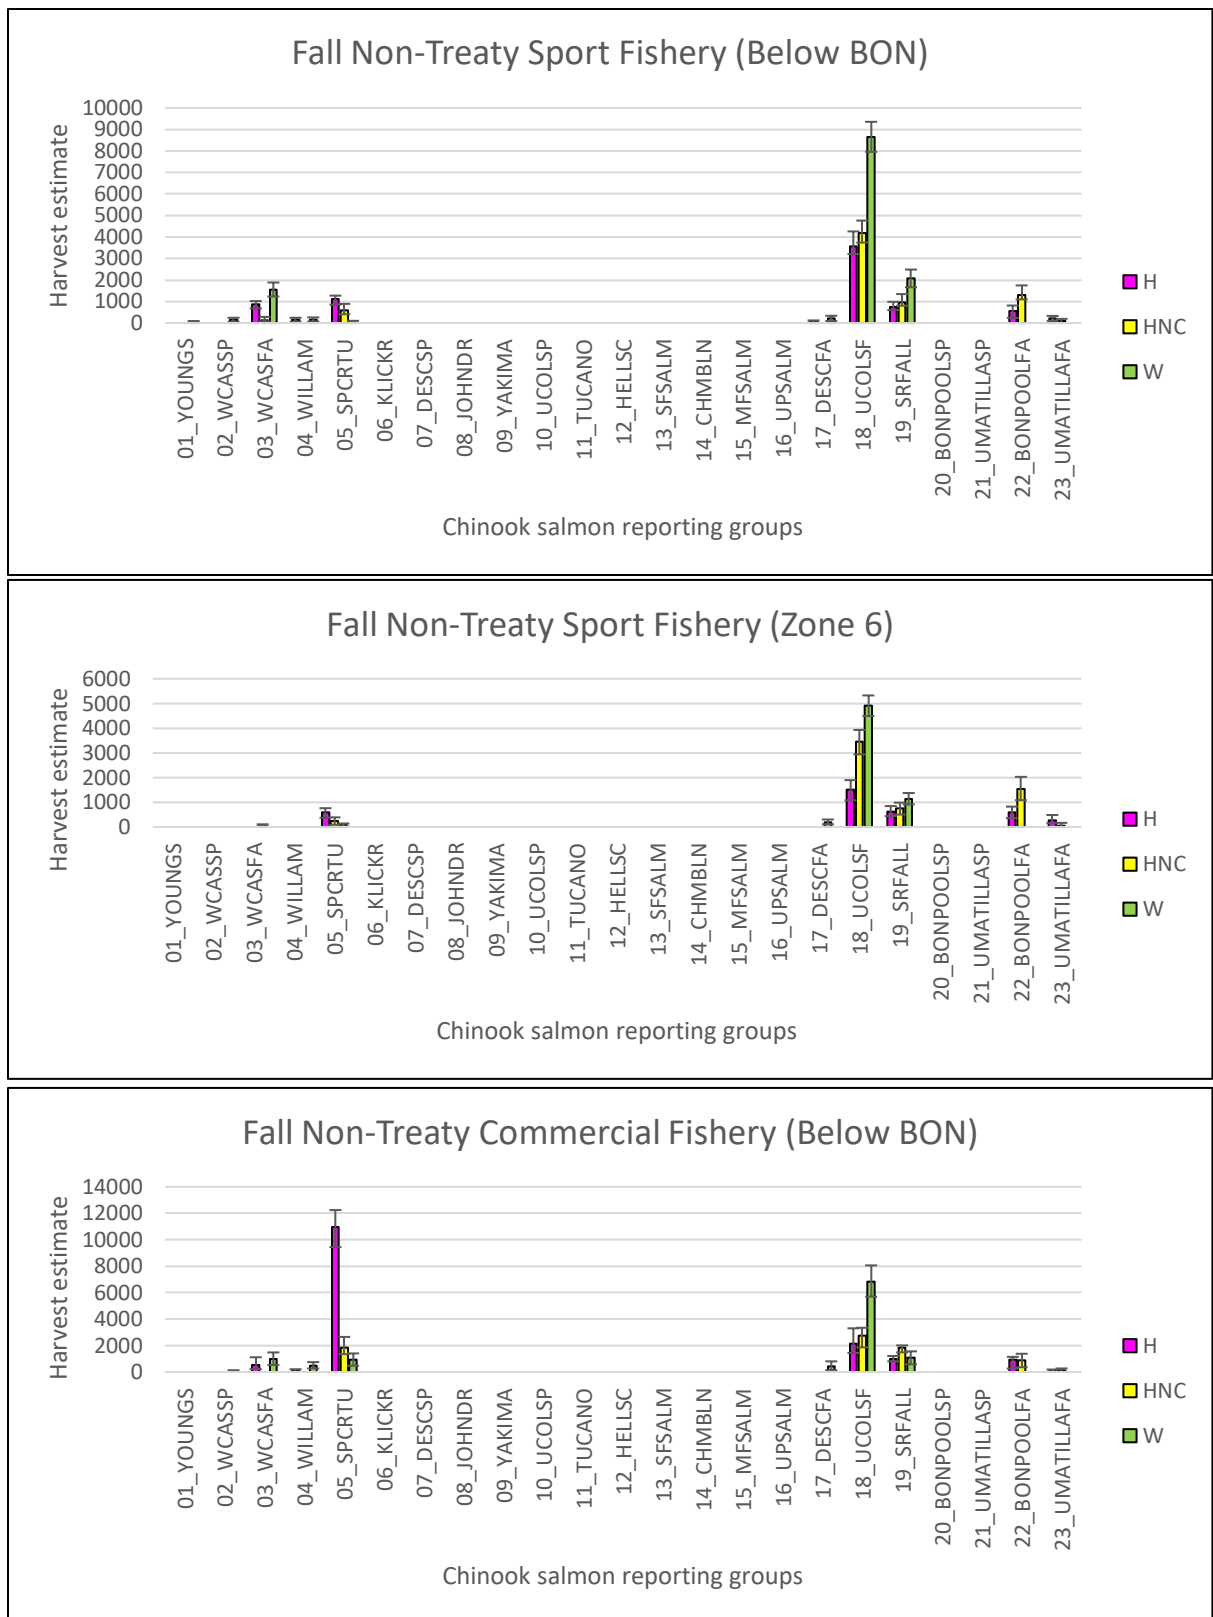 Fall Non-Treaty Sport Fishery (Below BON)
Harvest estimate
10000
9000
8000
7000
6000
5000
4000
3000
2000
1000
0
01_YOUNGS
02_WCASSP
03_WCASFA
04_WILLAM
05_SPCRTU
06_KLICKR
07_DESCSP
08_JOHNDR
09_YAKIMA
10_UCOLSP
11_TUCANO
12_HELLSC
13_SFSALM
14_CHMBLN
15_MFSALM
16_UPSALM
17_DESCFA
18_UCOLSF
19_SRFALL
20_BONPOOLSP
21_UMATILLASP
22_BONPOOLFA
23_UMATILLAFA
Chinook salmon reporting groups
H
HNC
W
Fall Non-Treaty Sport Fishery (Zone 6)
Harvest estimate
6000
5000
4000
3000
2000
1000
0
01_YOUNGS
02_WCASSP
03_WCASFA
04_WILLAM
05_SPCRTU
06_KLICKR
07_DESCSP
08_JOHNDR
09_YAKIMA
10_UCOLSP
11_TUCANO
12_HELLSC
13_SFSALM
14_CHMBLN
15_MFSALM
16_UPSALM
17_DESCFA
18_UCOLSF
19_SRFALL
20_BONPOOLSP
21_UMATILLASP
22_BONPOOLFA
23_UMATILLAFA
Chinook salmon reporting groups
H
HNC
W
Fall Non-Treaty Commercial Fishery (Below BON)
Harvest estimate
14000
12000
10000
8000
6000
4000
2000
0
01_YOUNGS
02_WCASSP
03_WCASFA
04_WILLAM
05_SPCRTU
06_KLICKR
07_DESCSP
08_JOHNDR
09_YAKIMA
10_UCOLSP
11_TUCANO
12_HELLSC
13_SFSALM
14_CHMBLN
15_MFSALM
16_UPSALM
17_DESCFA
18_UCOLSF
19_SRFALL
20_BONPOOLSP
21_UMATILLASP
22_BONPOOLFA
23_UMATILLAFA
Chinook salmon reporting groups
H
HNC
W